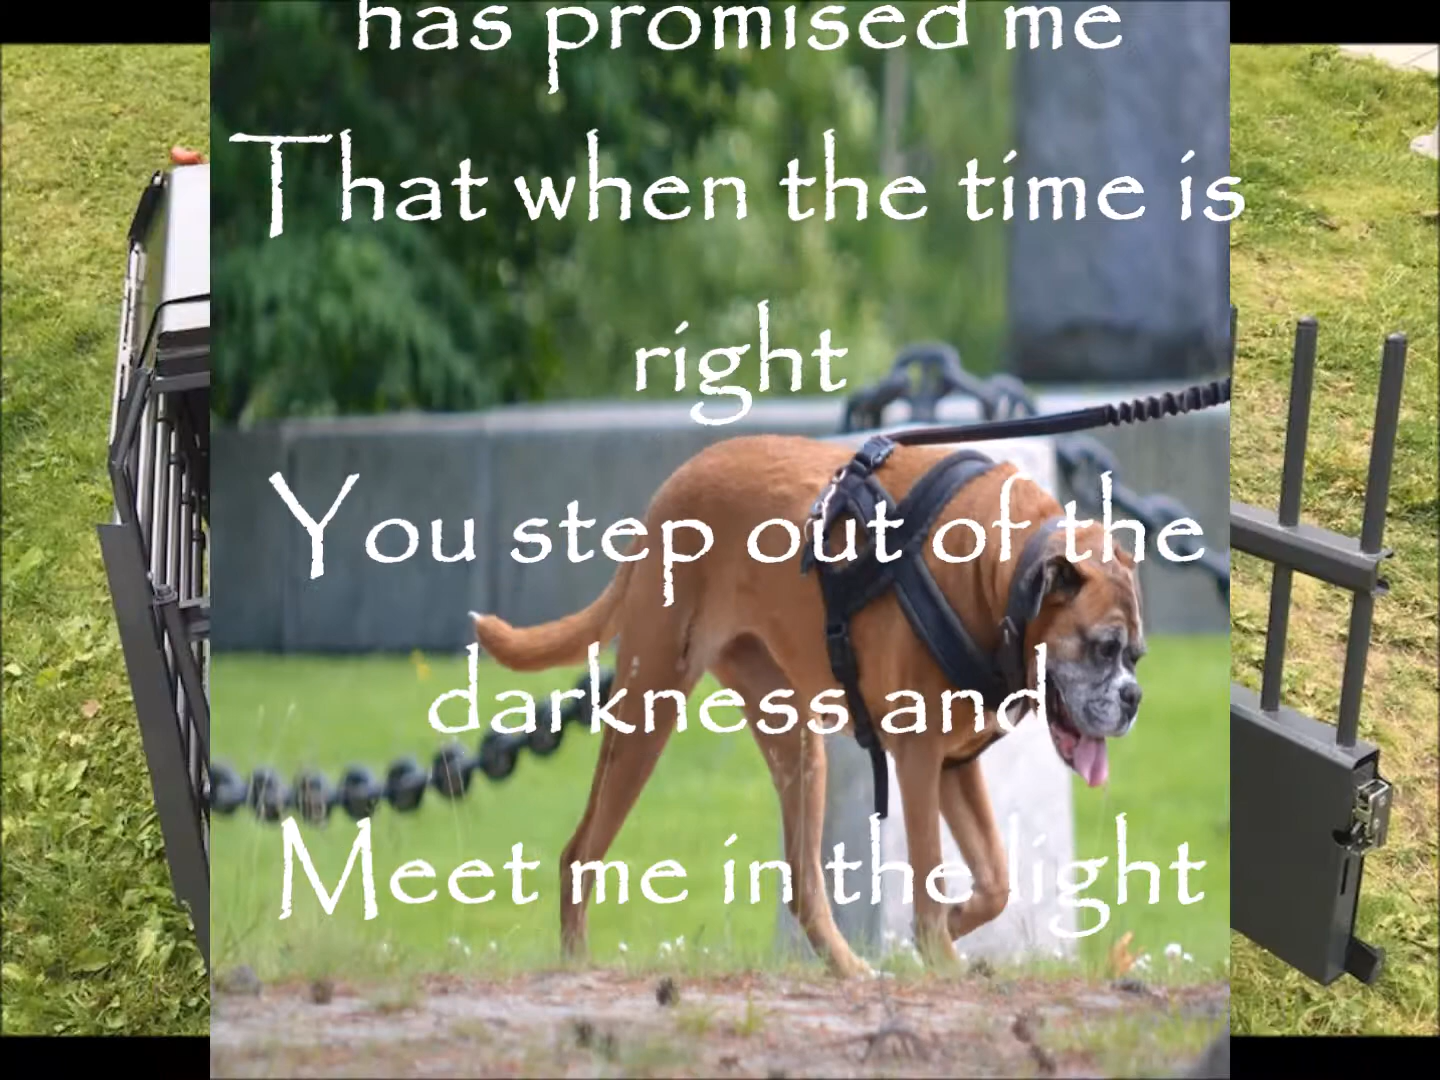 has promised me
That when the time is
right
You step out of the
darkness and
Meet me in the light